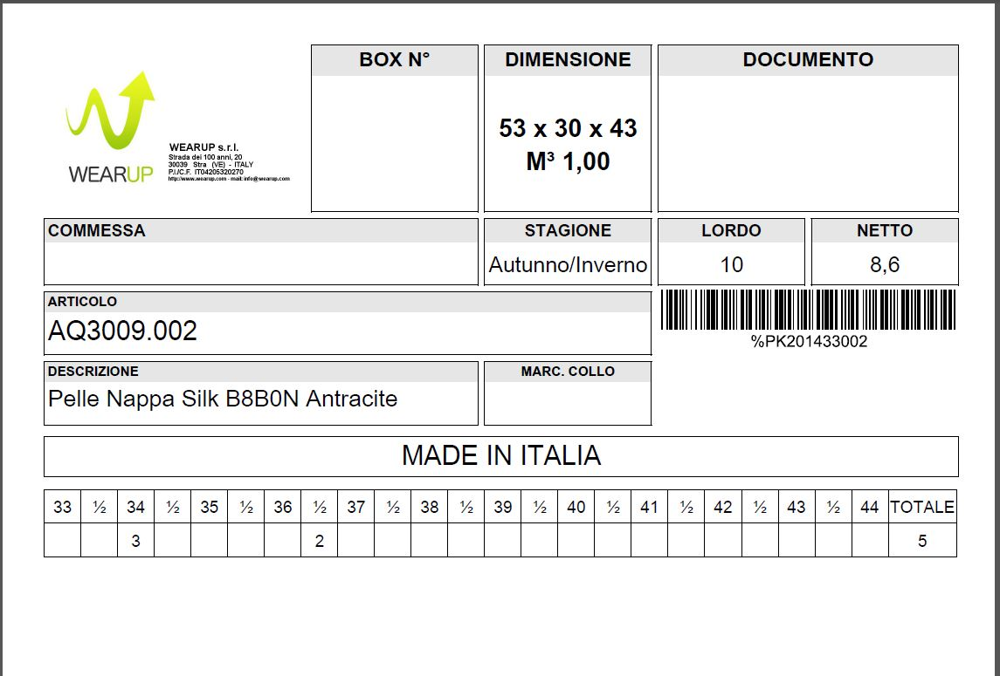 WEARUP
WEARUP s.r.l.
Strada dei 100 anni, 20
30039 Stra (VE) - ITALY
P.I./C.F. IT04205320270
http://www.wearup.com - mail: info@wearup.com
BOX N°
DIMENSIONE
53 x 30 x 43
M³ 1,00
DOCUMENTO
COMMESSA
STAGIONE
Autunno/Inverno
LORDO
10
NETTO
8,6
ARTICOLO
AQ3009.002
%PK201433002
DESCRIZIONE
Pelle Nappa Silk B8B0N Antracite
MARC. COLLO
MADE IN ITALIA
33 ½ 34 ½ 35 ½ 36 ½ 37 ½ 38 ½ 39 ½ 40 ½ 41 ½ 42 ½ 43 ½ 44 TOTALE
3 2 5